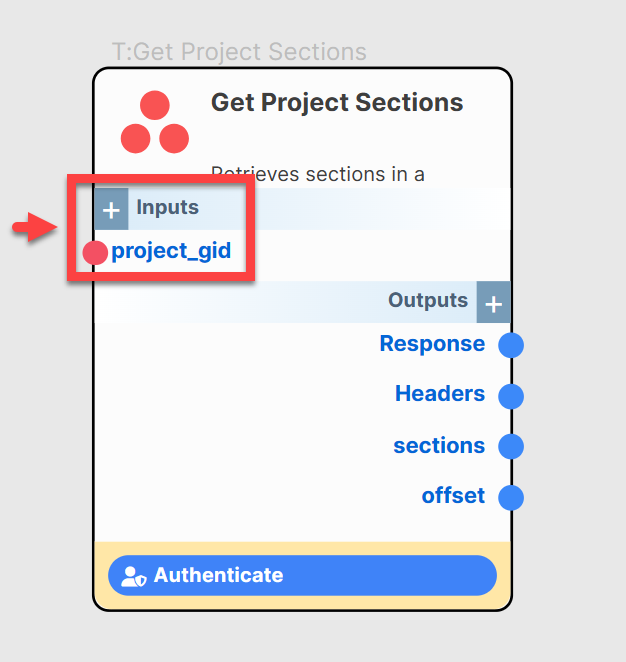 T:Get Project Sections
Get Project Sections
Retrieves sections in a
+ Inputs
project_gid
Outputs +
Response
Headers
sections
offset
Authenticate